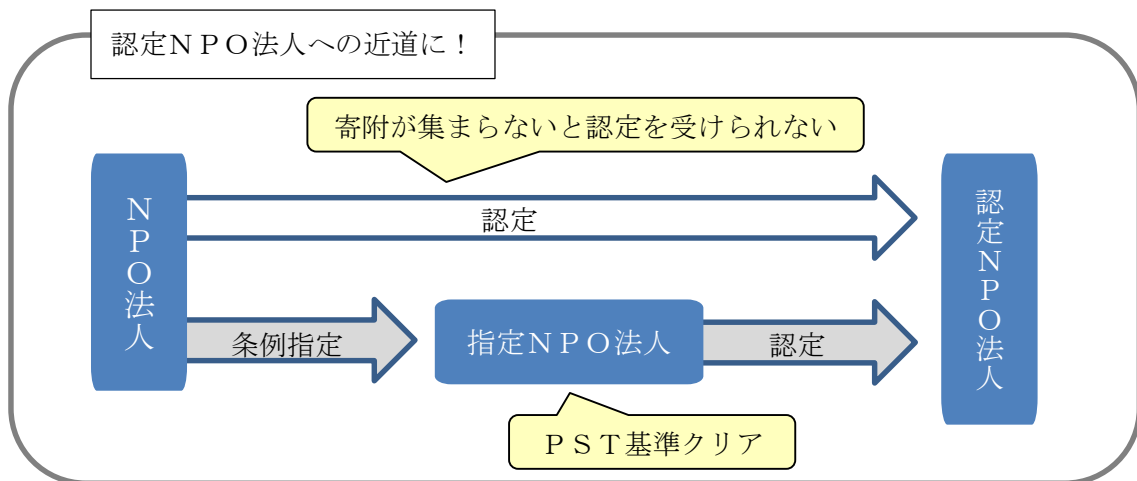 認定ＮＰＯ法人への近道に！
寄附が集まらないと認定を受けられない
ＮＰＯ法人
認定
認定ＮＰＯ法人
条例指定
指定ＮＰＯ法人
認定
ＰＳＴ基準クリア